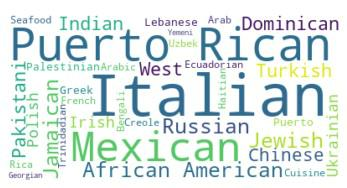 Seafood Indian Lebanese Arab Dominican
Uzbek Yemeni
Puerto Rican
Palestinian Arabic West Ecuadorian Turkish
Pakistani Polish Jamaican Trinidadian Greek French Bengali Italian Haitian Ukrainian
Irish Creole Russian Puerto Jewish
Mexican Chinese
Rica African American Cuisine
Georgian